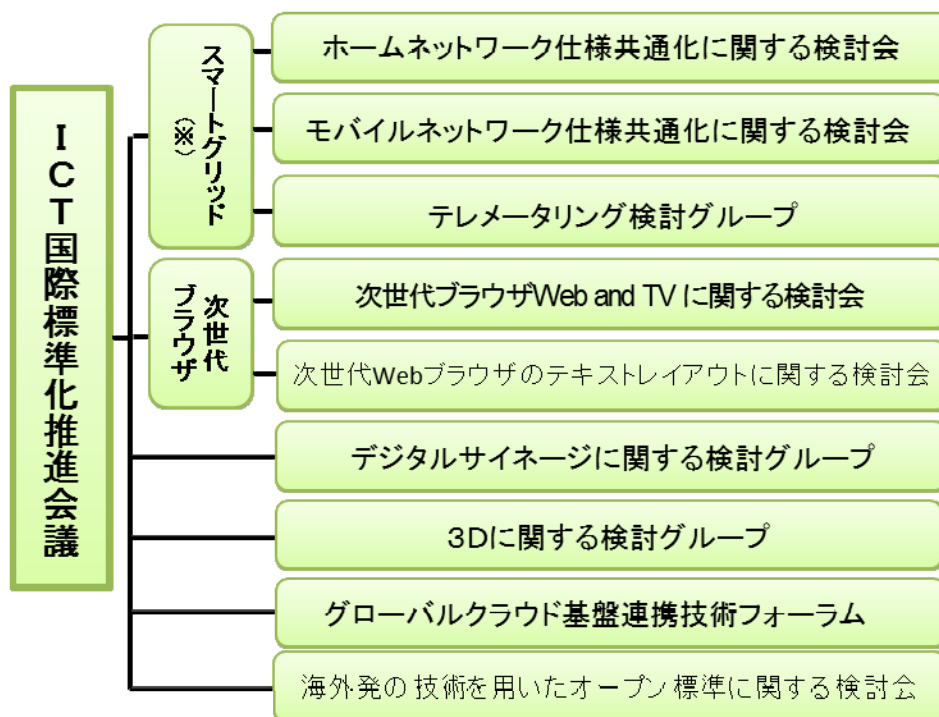 ICT国際標準化推進会議
スマートグリッド
(※)
ホームネットワーク仕様共通化に関する検討会
モバイルネットワーク仕様共通化に関する検討会
テレメータリング検討グループ
次世代
ブラウザ
次世代ブラウザWeb and TV に関する検討会
次世代Webブラウザのテキストレイアウトに関する検討会
デジタルサイネージに関する検討グループ
3Dに関する検討グループ
グローバルクラウド基盤連携技術フォーラム
海外発の技術を用いたオープン標準に関する検討会